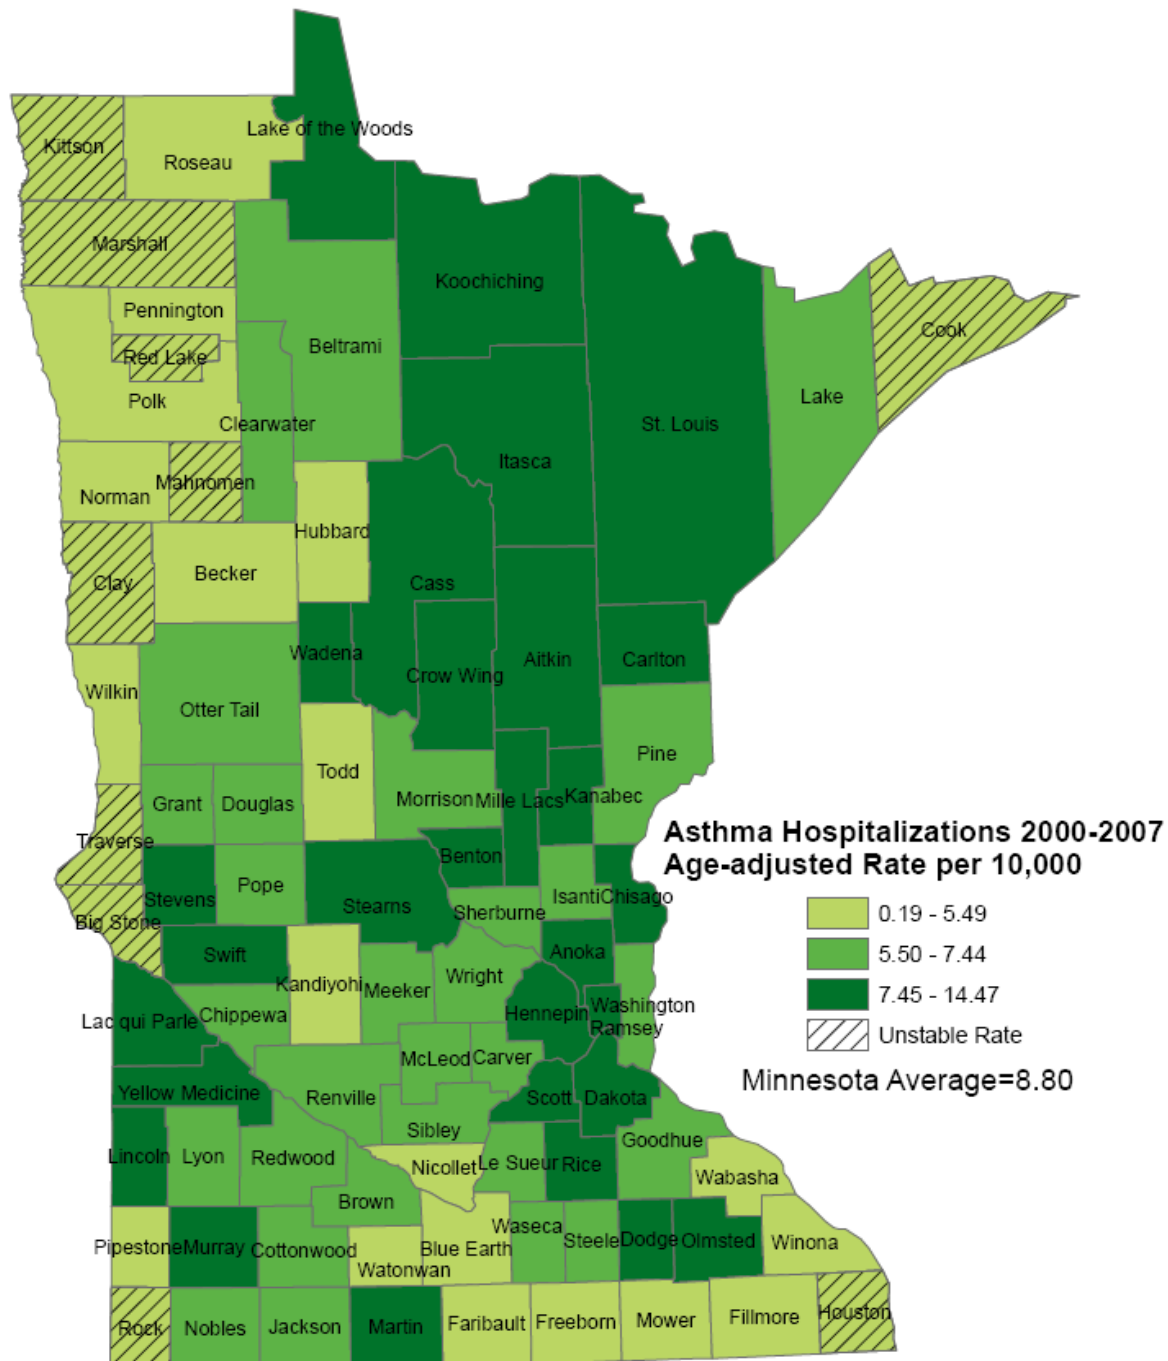 Lake of the Woods
Kittson
Roseau
Marshall
Koochiching
Pennington
Cook
Beltrami
Red Lake
Lake
Polk
Clearwater
St. Louis
Itasca
Mahnomen
Norman
Hubbard
Becker
Clay
Cass
Wadena
Aitkin
Carlton
Crow Wing
Wilkin
Otter Tail
Pine
Todd
Grant
Douglas
Morrison
Mille Lacs
Kanabec
Traverse
Asthma Hospitalizations 2000-2007
Age-adjusted Rate per 10,000
Benton
Pope
Stevens
Stearns
Isanti
Chisago
Sherburne
0.19 - 5.49
Big Stone
Anoka
5.50 - 7.44
Swift
Wright
Kandiyohi
Meeker
7.45 - 14.47
Washington
Hennepin
Chippewa
Lac qui Parle
Ramsey
Unstable Rate
McLeod
Carver
Minnesota Average=8.80
Yellow Medicine
Renville
Scott
Dakota
Sibley
Goodhue
Lincoln
Lyon
Redwood
Nicollet
Le Sueur
Rice
Wabasha
Brown
Waseca
Pipestone
Murray
Cottonwood
Blue Earth
Steele
Dodge
Olmsted
Winona
Watonwan
Rock
Nobles
Jackson
Martin
Faribault
Freeborn
Mower
Fillmore
Houston